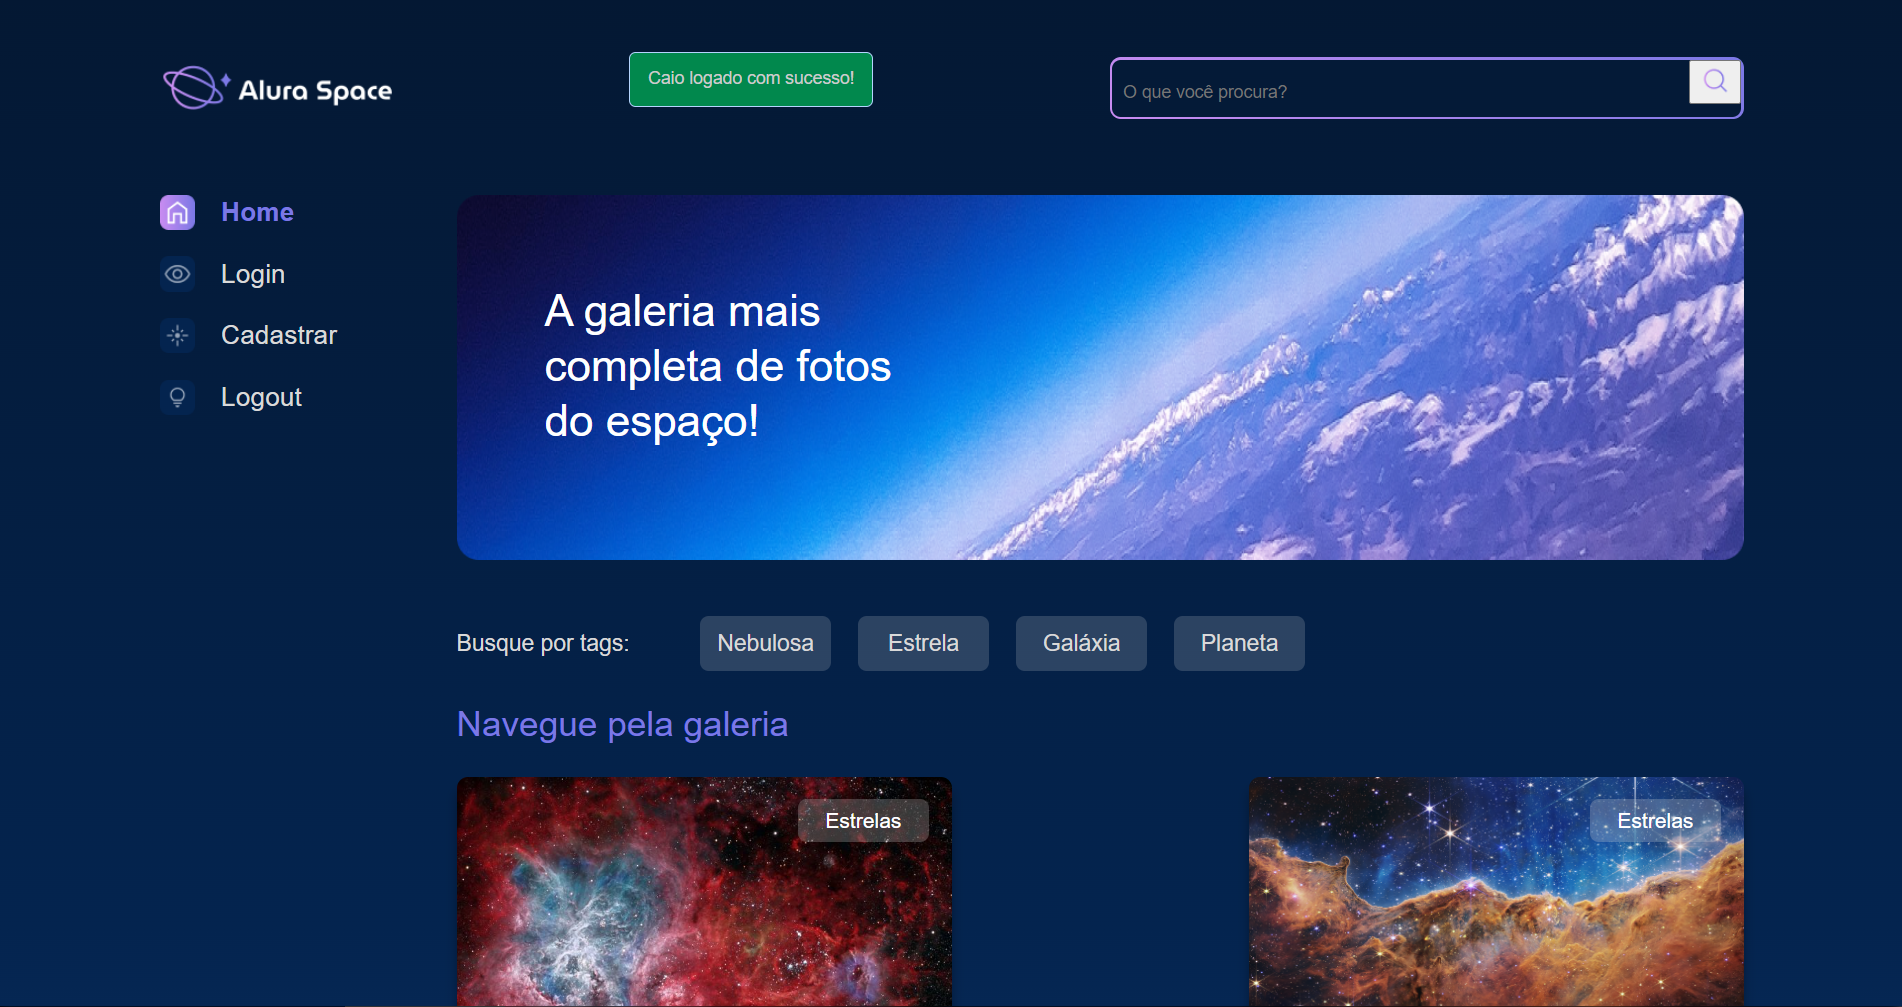 Alura Space
Caio logado com sucesso!
O que você procura?
Home
Login
Cadastrar
Logout
A galeria mais
completa de fotos
do espaço!
Busque por tags:
Nebulosa
Estrela
Galáxia
Planeta
Navegue pela galeria
Estrelas
Estrelas